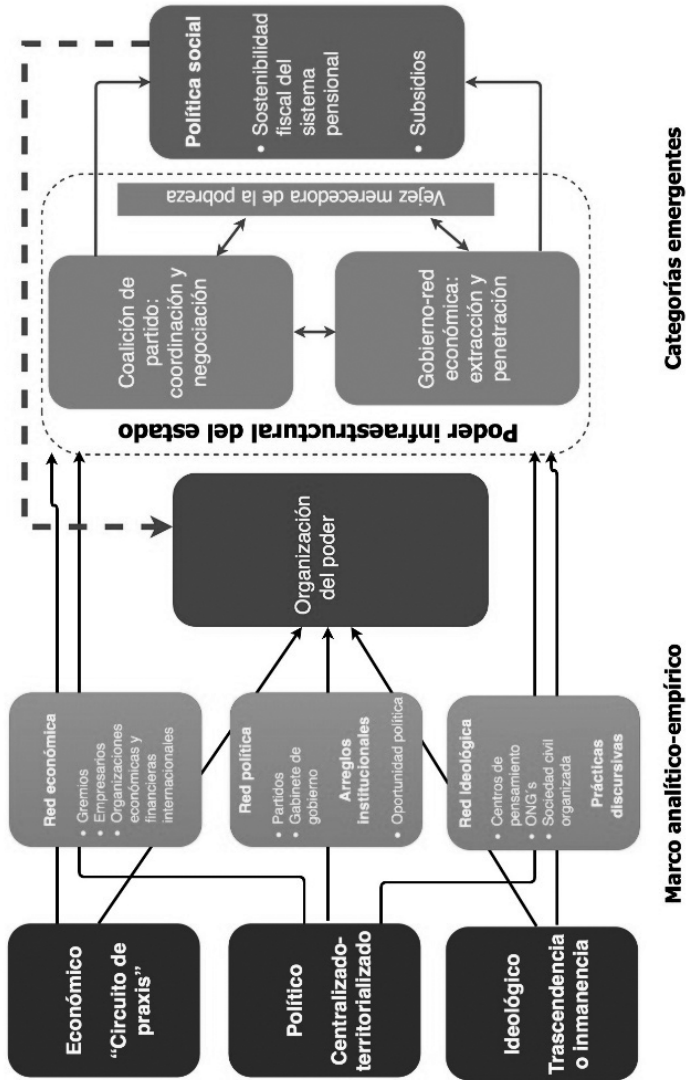 Económico
“Circuito de
praxis”
Político
Centralizado-
territorializado
Ideológico
Trascendencia
o inmanencia
Red económica
• Gremios
• Empresarios
• Organizaciones
económicas y
financieras
internacionales
Red política
• Partidos
• Gabinete de
gobierno
Arreglos
institucionales
• Oportunidad política
Red ideológica
• Centros de
pensamiento
• ONG's
• Sociedad civil
organizada
Prácticas
discursivas
Organización
del poder
Poder infraestructural del estado
Coalición de
partido:
coordinación y
negociación
Gobierno-red
económica:
extracción y
penetración
Vejez merecedora de la pobreza
Política social
• Sostenibilidad
fiscal del
sistema
pensional
• Subsidios
Marco analítico-empírico
Categorías emergentes